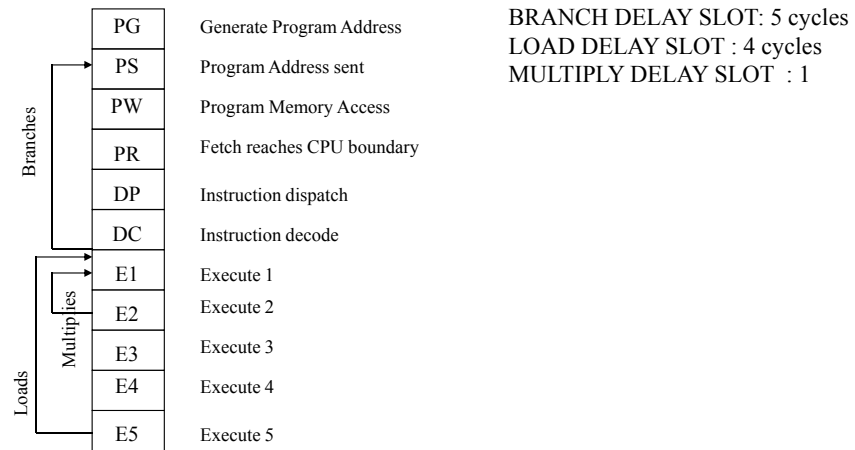 PG Generate Program Address
PS Program Address sent
PW Program Memory Access
PR Fetch reaches CPU boundary
DP Instruction dispatch
DC Instruction decode
E1 Execute 1
E2 Execute 2
E3 Execute 3
E4 Execute 4
E5 Execute 5
Branches
Multiplies
Loads
BRANCH DELAY SLOT: 5 cycles
LOAD DELAY SLOT : 4 cycles
MULTIPLY DELAY SLOT : 1